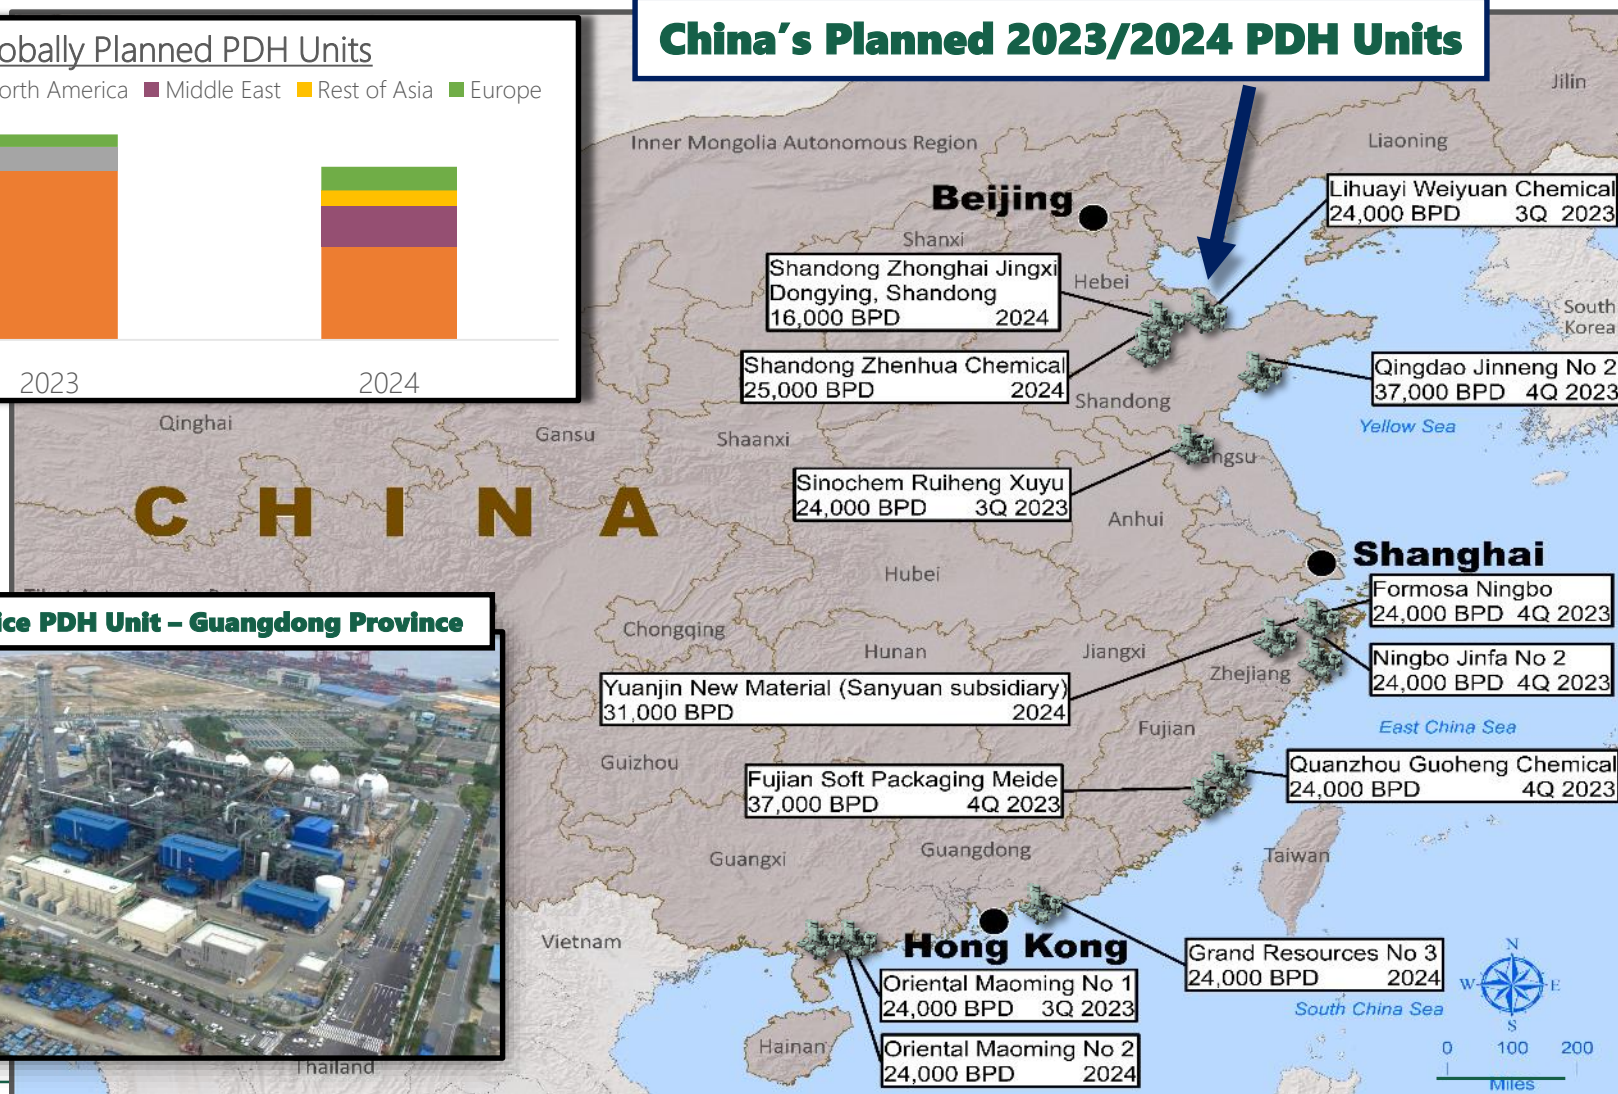 China's Planned 2023/2024 PDH Units
obally Planned PDH Units
orth America Middle East Rest of Asia Europe
2023 2024
Jilin
Inner Mongolia Autonomous Region
Liaoning
Beijing
Lihuayi Weiyuan Chemical
24,000 BPD 3Q 2023
Shanxi
Hebei
Shandong Zhonghai Jingxi
Dongying, Shandong
16,000 BPD 2024
South
Korea
Shandong Zhenhua Chemical
25,000 BPD 2024
Qingdao Jinneng No 2
37,000 BPD 4Q 2023
Shandong
Yellow Sea
Qinghai
Gansu
Shaanxi
ngsu
Sinochem Ruiheng Xuyu
24,000 BPD 3Q 2023
CHINA
Anhui
Shanghai
Hubei
Formosa Ningbo
24,000 BPD 4Q 2023
ice PDH Unit – Guangdong Province
Chongqing
Hunan
Jiangxi
Zhejiang
Ningbo Jinfa No 2
24,000 BPD 4Q 2023
Yuanjin New Material (Sanyuan subsidiary)
31,000 BPD 2024
Fujian
East China Sea
Guizhou
Fujian Soft Packaging Meide
37,000 BPD 4Q 2023
Quanzhou Guoheng Chemical
24,000 BPD 4Q 2023
Guangxi
Guangdong
Taiwan
Vietnam
Hong Kong
Grand Resources No 3
24,000 BPD 2024
Oriental Maoming No 1
24,000 BPD 3Q 2023
South China Sea
N
W E
S
Hainan
Oriental Maoming No 2
24,000 BPD 2024
Thailand
0 100 200
Miles